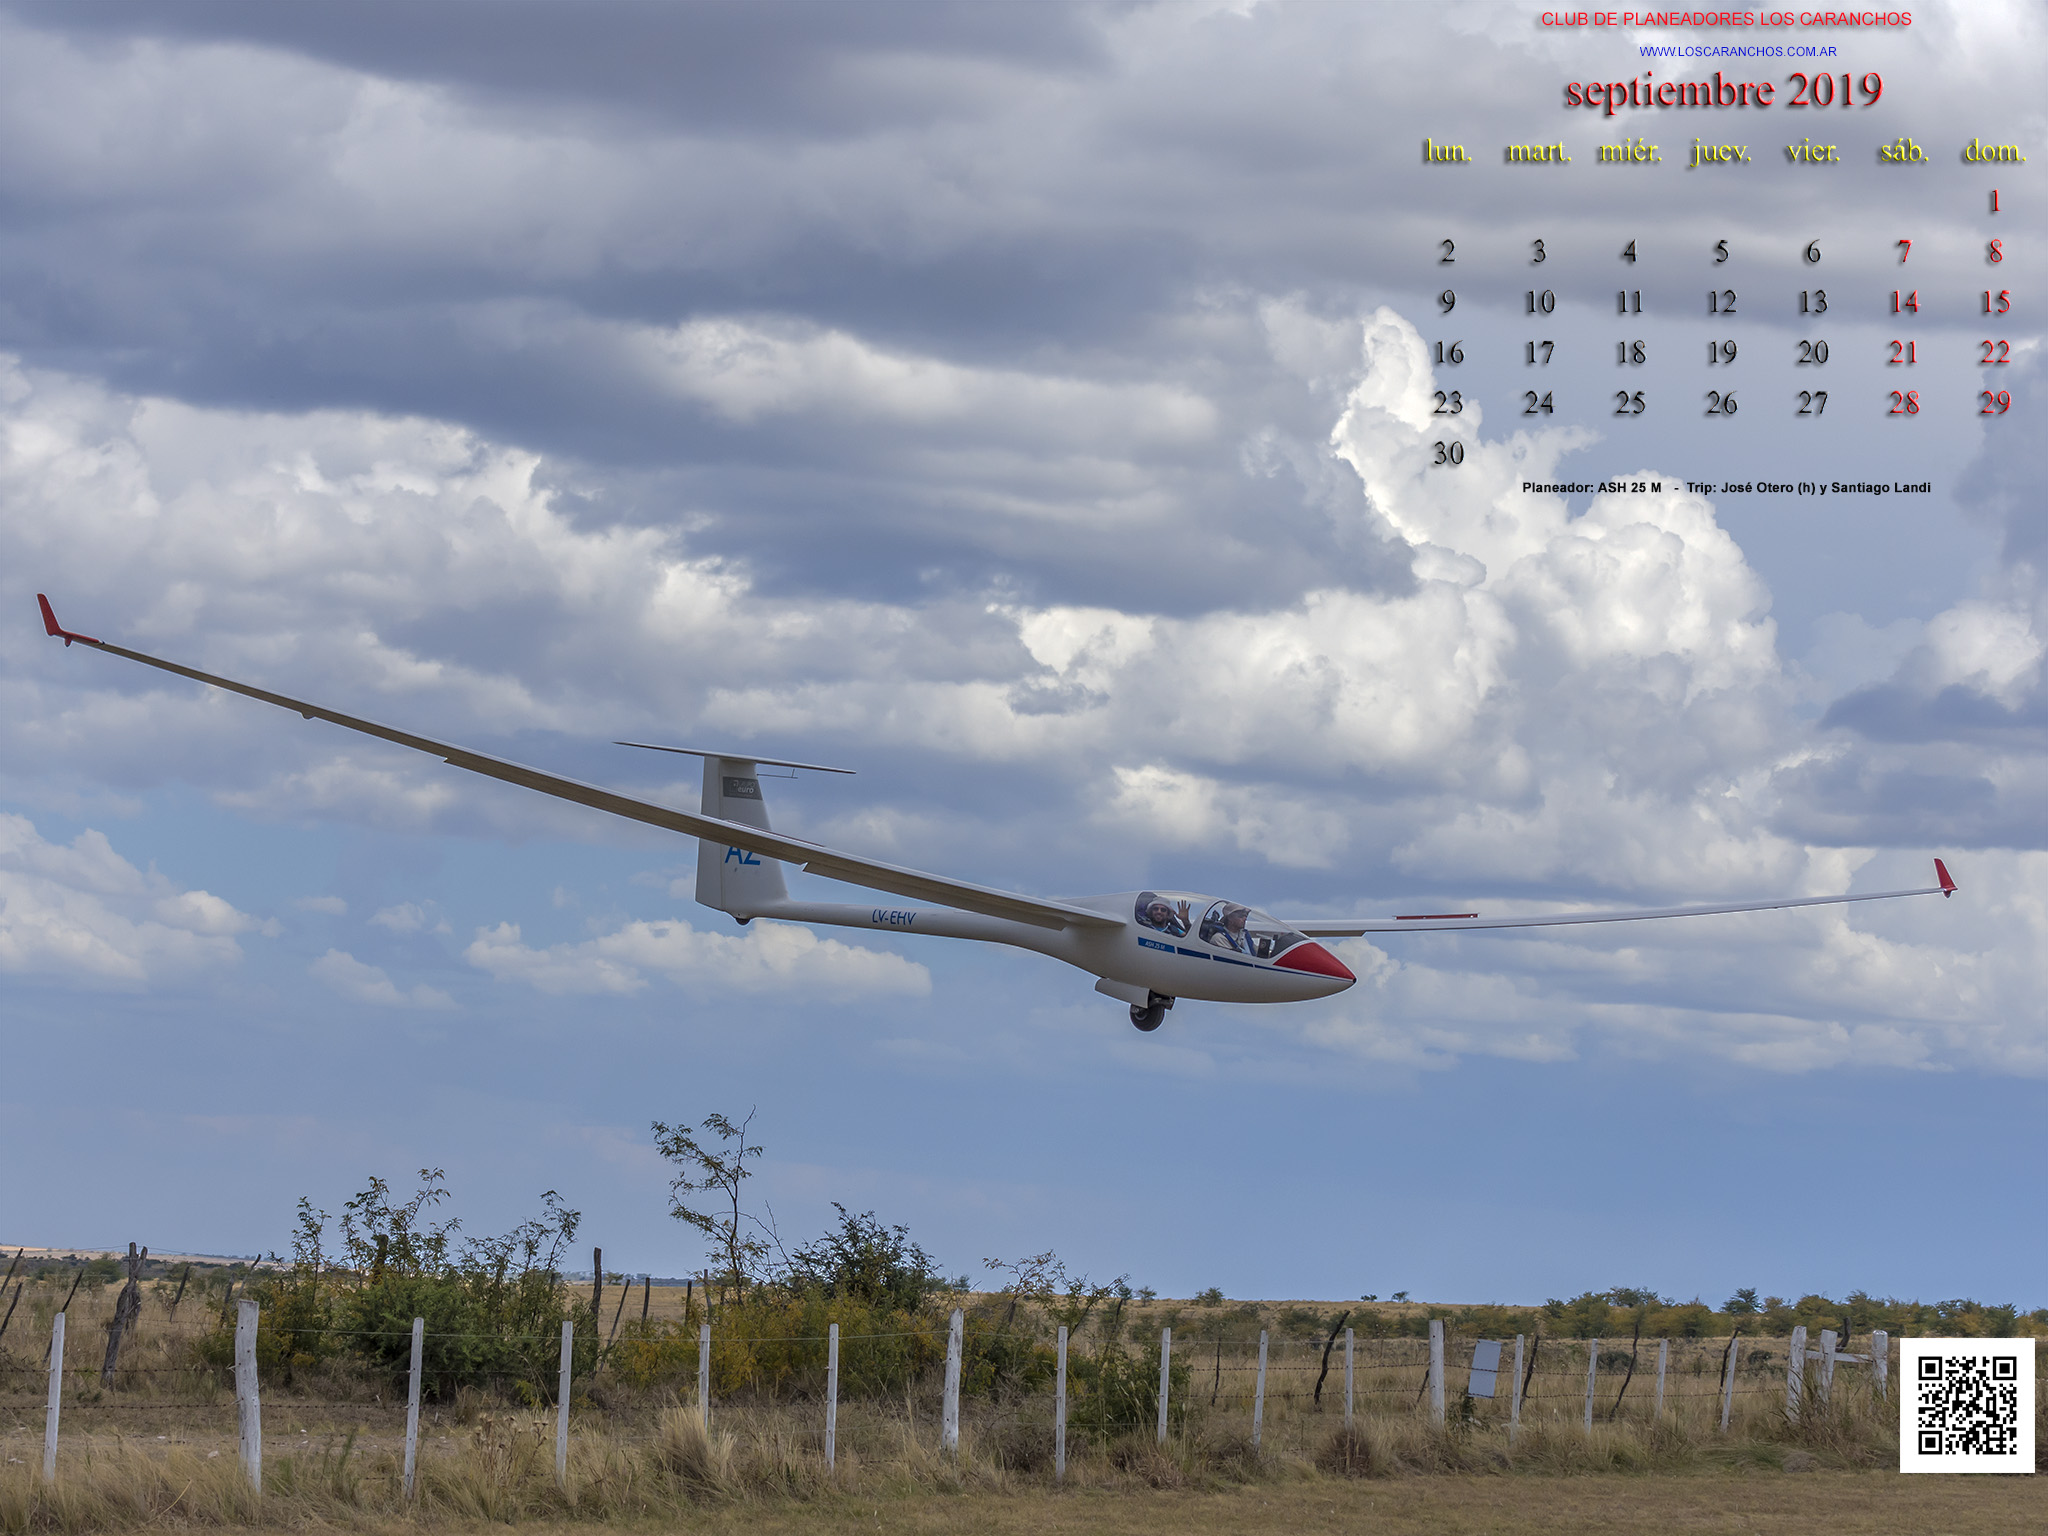 CLUB DE PLANEADORES LOS CARANCHOS
WWW.LOSCARANCHOS.COM.AR
septiembre 2019
lun. mart. miér. juev. vier. sáb. dom.
1
2 3 4 5 6 7 8
9 10 11 12 13 14 15
16 17 18 19 20 21 22
23 24 25 26 27 28 29
30
Planeador: ASH 25 M - Trip: José Otero (h) y Santiago Landi
euro
AZ
LV-EHV
ASH 25 M